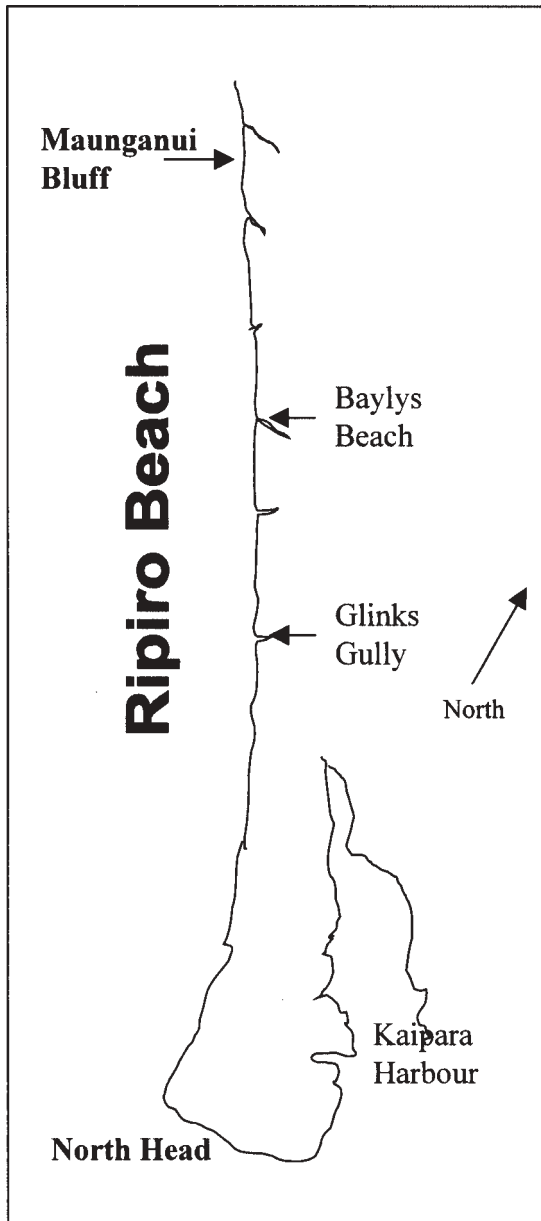 Maunganui
Bluff
Ripiro Beach
Baylys
Beach
Glinks
Gully
North
Kaipara
Harbour
North Head